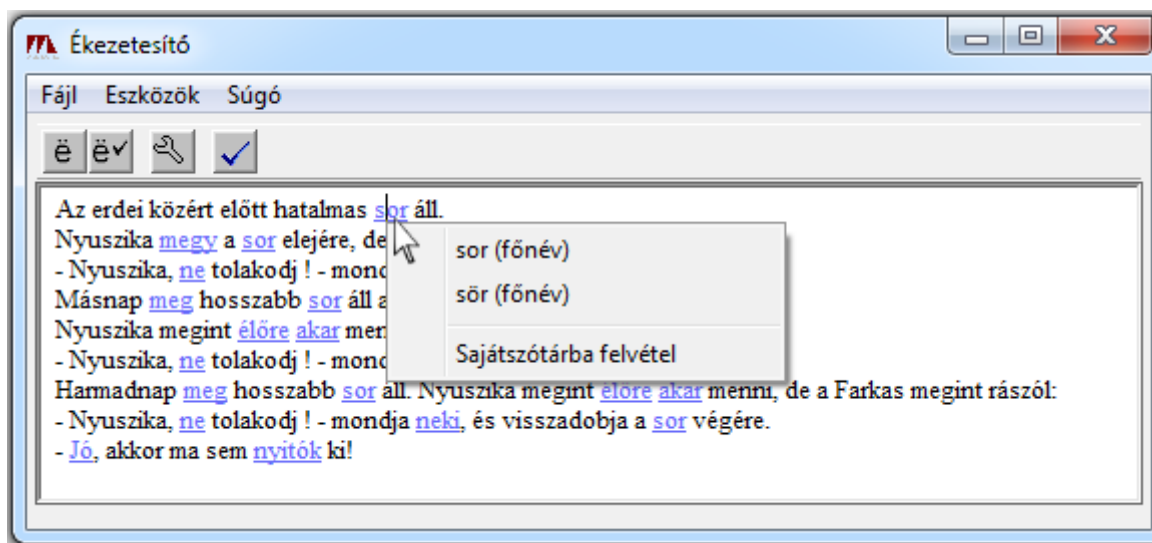 Ékezetesítő
Fájl Eszközök Súgó
ë ë
Az erdei közért előtt hatalmas sor áll.
Nyuszika megy a sor elejére, de
- Nyuszika, ne tolakodj ! - mond
Másnap meg hosszabb sor áll a
Nyuszika megint élőre akar men
- Nyuszika, ne tolakodj ! - mond
Harmadnap meg hosszabb sor áll. Nyuszika megint élőre akar menni, de a Farkas megint rászól:
- Nyuszika, ne tolakodj ! - mondja neki, és visszadobja a sor végére.
- Jó, akkor ma sem nyitók ki!
sor (főnév)
sör (főnév)
Sajátszótárba felvétel